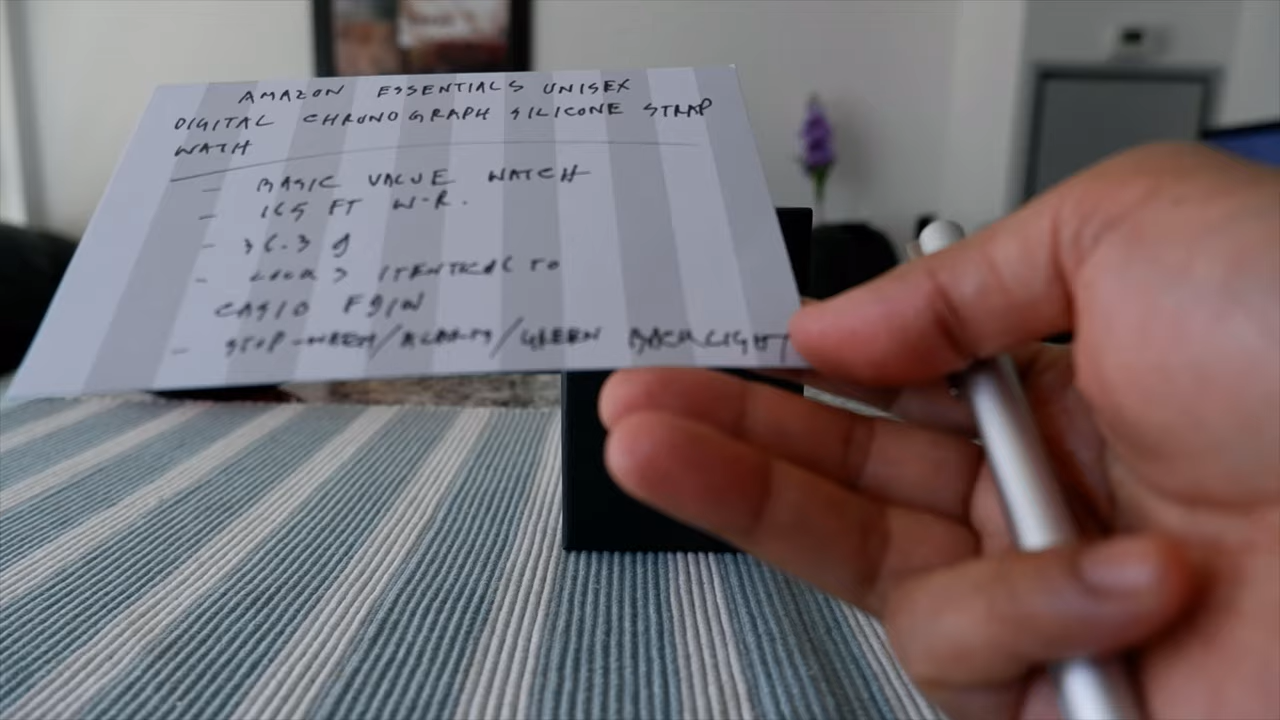 AMAZON ESSENTIALS UNISEX
DIGITAL CHRONOGRAPH SILICONE STRAP
WATH
- BASIC VALUE WATCH
- 165 FT W-R.
- 36.3 g
- LOOKS ITENTICAL TO
CASIO F91W
- STOP-WATCH/ALARM/GREEN BACKLIGHT